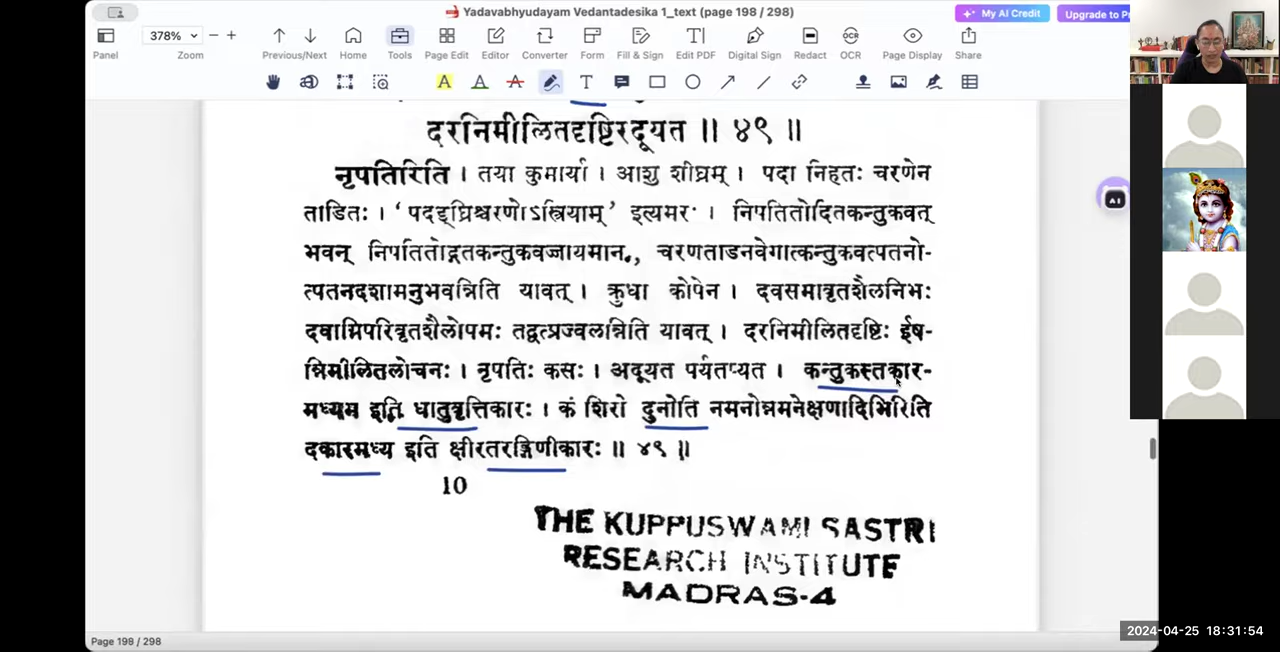 Yadavabhyudayam Vedantadesika 1_text (page 198 / 298)
My AI Credit
Upgrade to Pr
378%
Panel
Zoom
Previous/Next
Home
Tools
Page Edit
Editor
Converter
Form
Fill & Sign
Edit PDF
Digital Sign
Redact
OCR
Page Display
Share
दरनिमीलितदृष्टिरदूयत ॥ ४९ ॥
नृपतिरिति । तया कुमार्या । आशु शीघ्रम् । पदा निहतः चरणेन
ताडितः । ‘ पदङ्घ्रिश्चरणोऽस्त्रियाम् ’ इत्यमरः । निपतितोदितकन्तुकवत्
भवन् निपतितोद्गतकन्तुकवज्जायमानः, चरणताडनवेगात्कन्तुकवत्पतनो-
त्पतनदशामनुभवन्निति यावत् । क्रुधा कोपेन । दवसमावृतशैलनिभः
दवाग्निपरिवृतशैलोपमः तद्वत्प्रज्वलन्निति यावत् । दरनिमीलितदृष्टिः ईष-
न्निमीलितलोचनः । नृपतिः कसः । अदूयत पर्यतप्यत । कन्तुकस्तकार-
मध्यम इति धातुवृत्तिकारः । कं शिरो दुनोति नमनोन्नमनेक्षणादिभिरिति
दकारमध्य इति क्षीरतरङ्गिणीकारः ॥ ४९ ॥
10
THE KUPPUSWAMI SASTRI
RESEARCH INSTITUTE
MADRAS-4
AI
Page 198 / 298
2024-04-25 18:31:54